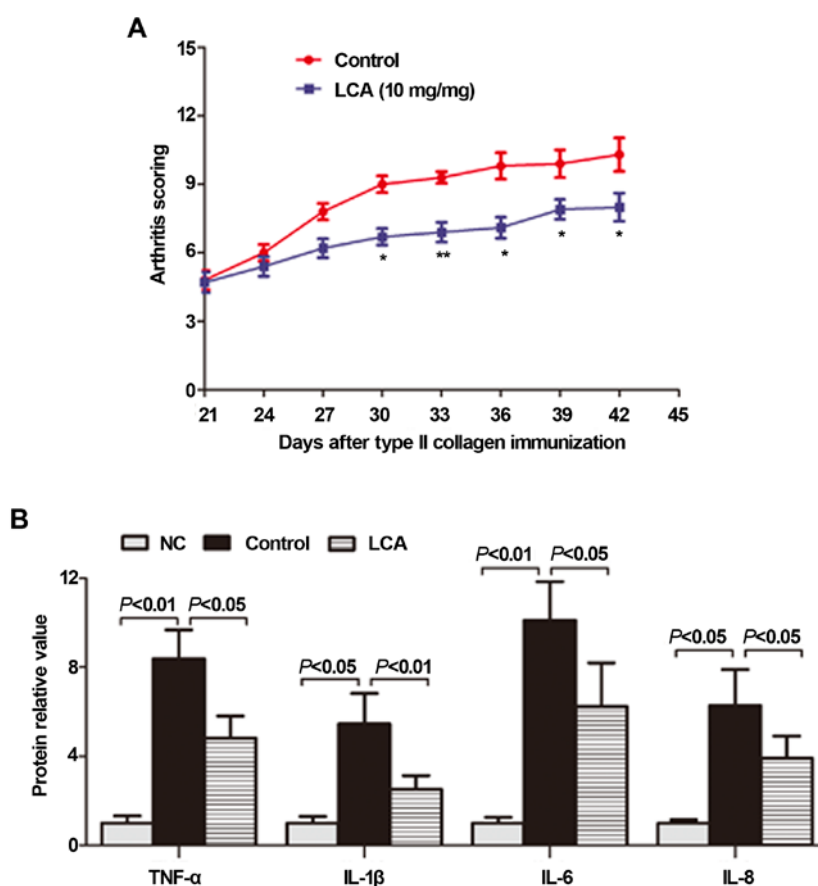 A
15
12
9
6
3
0
Arthritis scoring
Control
LCA (10 mg/mg)
* ** * * *
21 24 27 30 33 36 39 42 45
Days after type II collagen immunization
B
NC Control LCA
12
8
4
0
Protein relative value
P<0.01 P<0.05
P<0.05 P<0.01
P<0.01 P<0.05
P<0.05 P<0.05
TNF-α IL-1β IL-6 IL-8